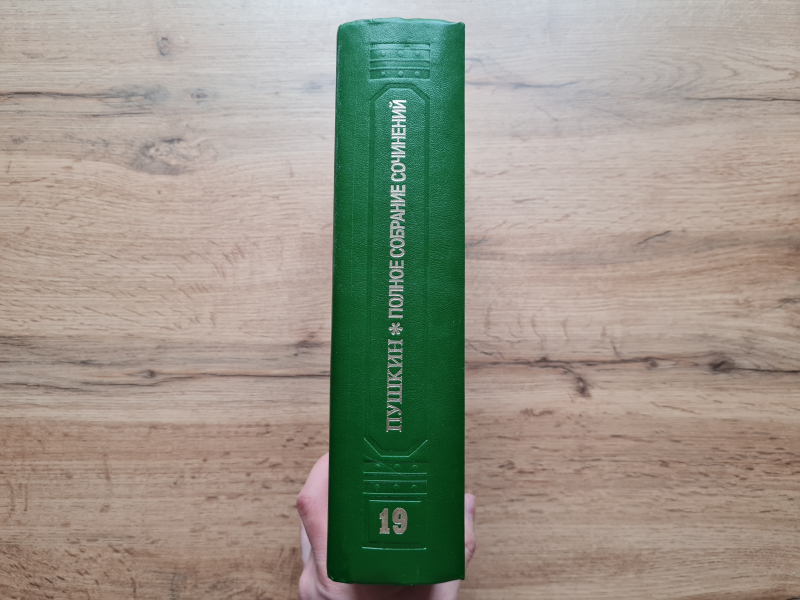 ПУШКИН * ПОЛНОЕ СОБРАНИЕ СОЧИНЕНИЙ
19